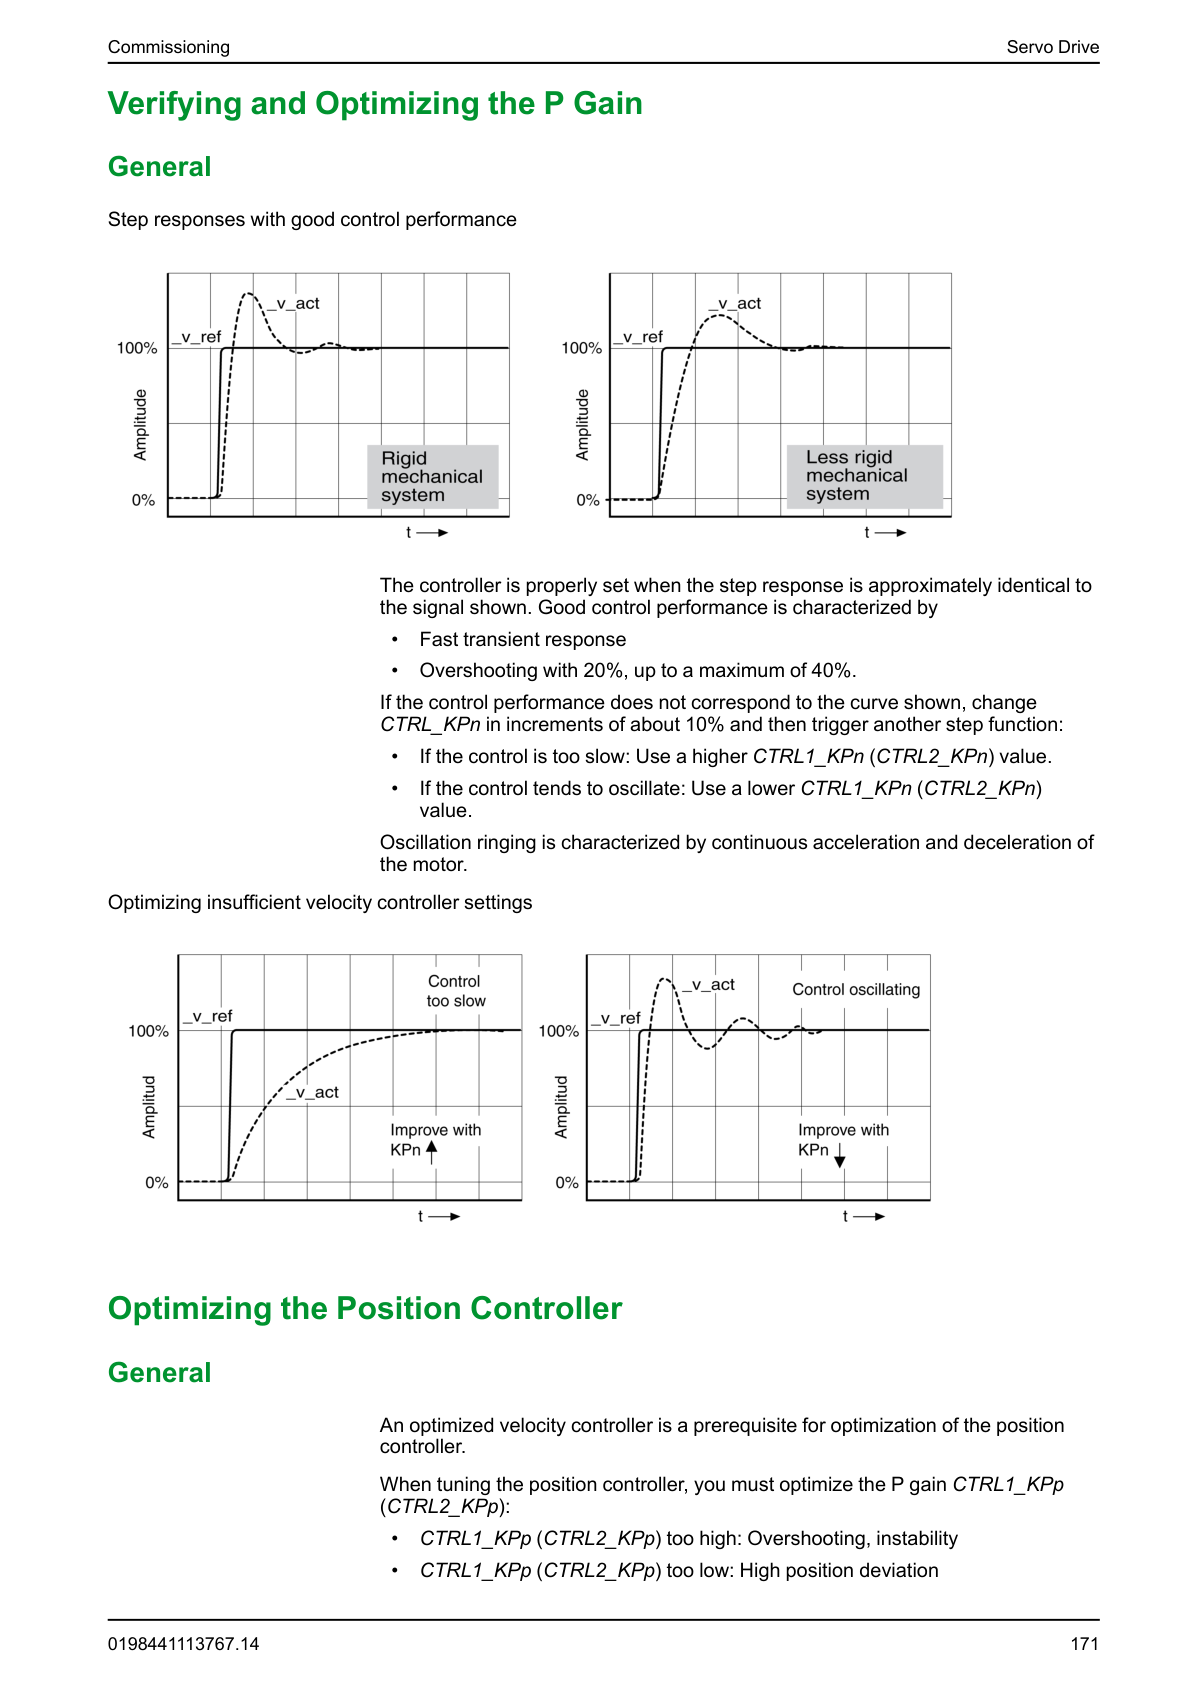 Commissioning
Servo Drive
Verifying and Optimizing the P Gain
General
Step responses with good control performance
_v_act
_v_ref
100%
Amplitude
Rigid
mechanical
system
0%
t
_v_act
_v_ref
100%
Amplitude
Less rigid
mechanical
system
0%
t
The controller is properly set when the step response is approximately identical to
the signal shown. Good control performance is characterized by
• Fast transient response
• Overshooting with 20%, up to a maximum of 40%.
If the control performance does not correspond to the curve shown, change
CTRL_KPn in increments of about 10% and then trigger another step function:
• If the control is too slow: Use a higher CTRL1_KPn (CTRL2_KPn) value.
• If the control tends to oscillate: Use a lower CTRL1_KPn (CTRL2_KPn)
value.
Oscillation ringing is characterized by continuous acceleration and deceleration of
the motor.
Optimizing insufficient velocity controller settings
Control
too slow
_v_ref
100%
_v_act
Amplitud
Improve with
KPn
0%
t
_v_act
Control oscillating
_v_ref
100%
Amplitud
Improve with
KPn
0%
t
Optimizing the Position Controller
General
An optimized velocity controller is a prerequisite for optimization of the position
controller.
When tuning the position controller, you must optimize the P gain CTRL1_KPp
(CTRL2_KPp):
• CTRL1_KPp (CTRL2_KPp) too high: Overshooting, instability
• CTRL1_KPp (CTRL2_KPp) too low: High position deviation
0198441113767.14
171